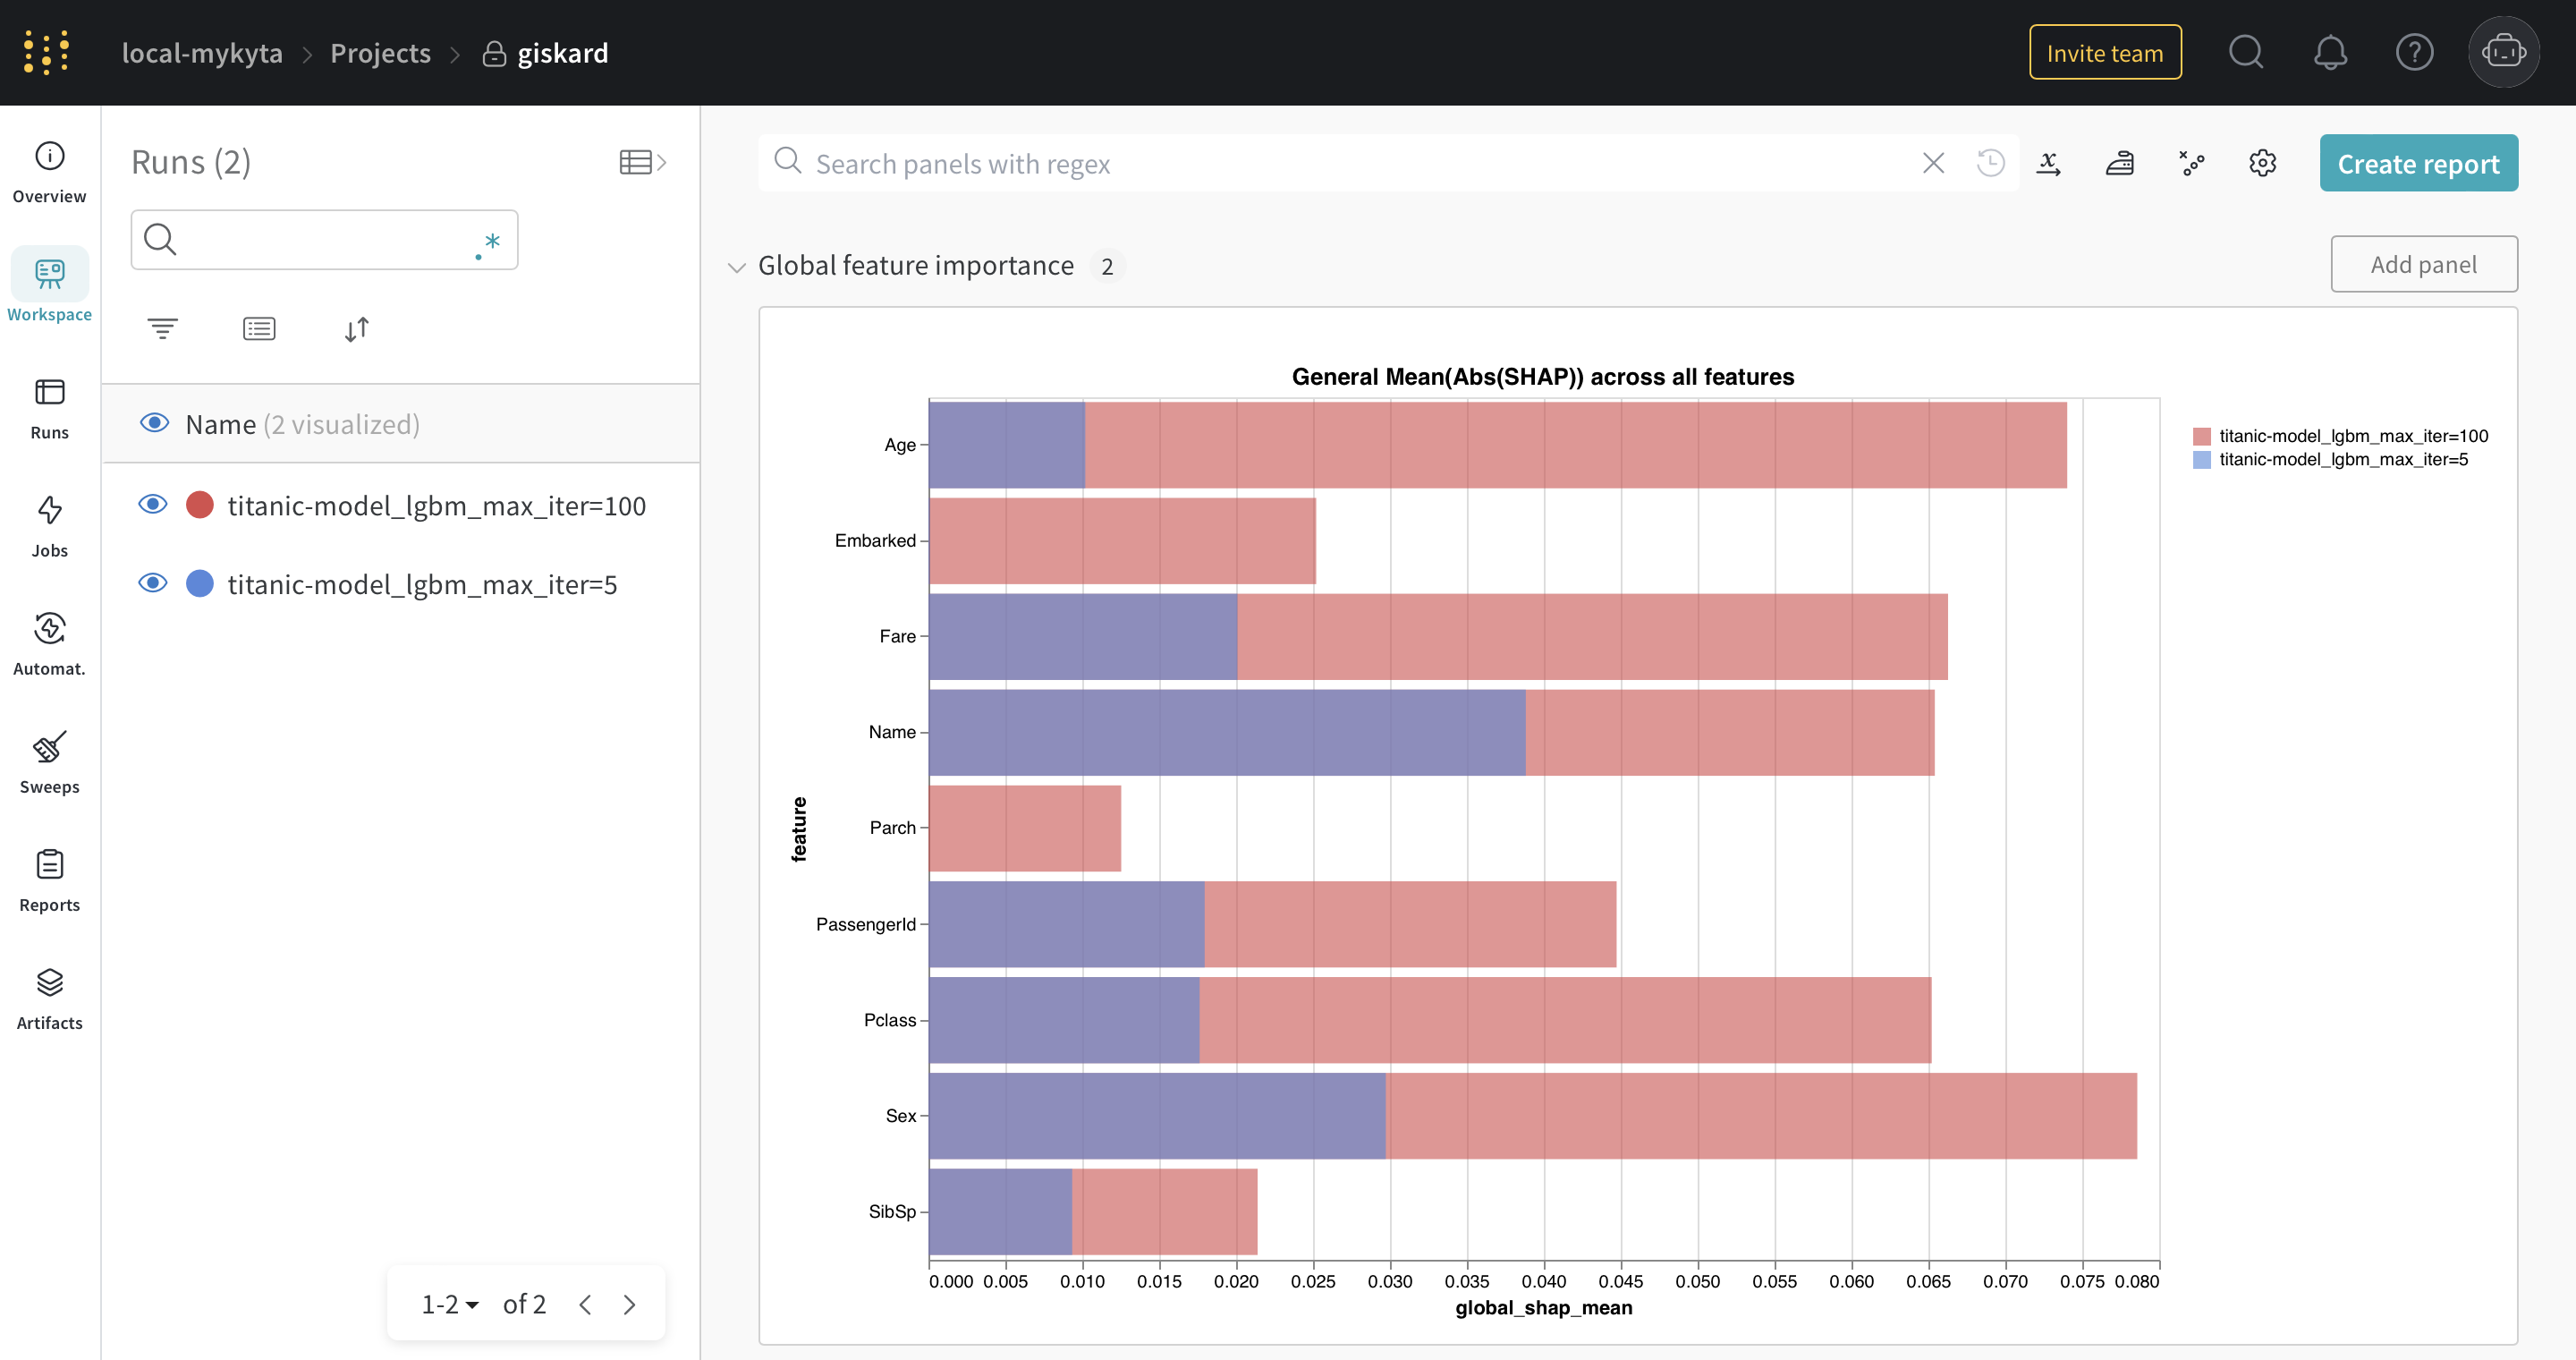 local-mykyta > Projects > giskard
Invite team
Overview
Workspace
Runs
Jobs
Automat.
Sweeps
Reports
Artifacts
Runs (2)
.*
Name (2 visualized)
titanic-model_lgbm_max_iter=100
titanic-model_lgbm_max_iter=5
1-2 of 2
Search panels with regex
Create report
Global feature importance 2
Add panel
General Mean(Abs(SHAP)) across all features
titanic-model_lgbm_max_iter=100
titanic-model_lgbm_max_iter=5
feature
Age
Embarked
Fare
Name
Parch
PassengerId
Pclass
Sex
SibSp
0.000 0.005 0.010 0.015 0.020 0.025 0.030 0.035 0.040 0.045 0.050 0.055 0.060 0.065 0.070 0.075 0.080
global_shap_mean